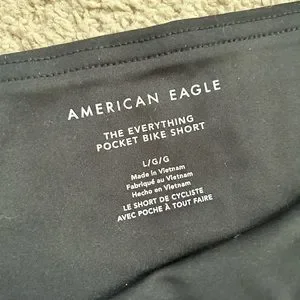 AMERICAN EAGLE
THE EVERYTHING
POCKET BIKE SHORT
L/G/G
Made in Vietnam
Fabriqué au Vietnam
Hecho en Vietnam
LE SHORT DE CYCLISTE
AVEC POCHE À TOUT FAIRE